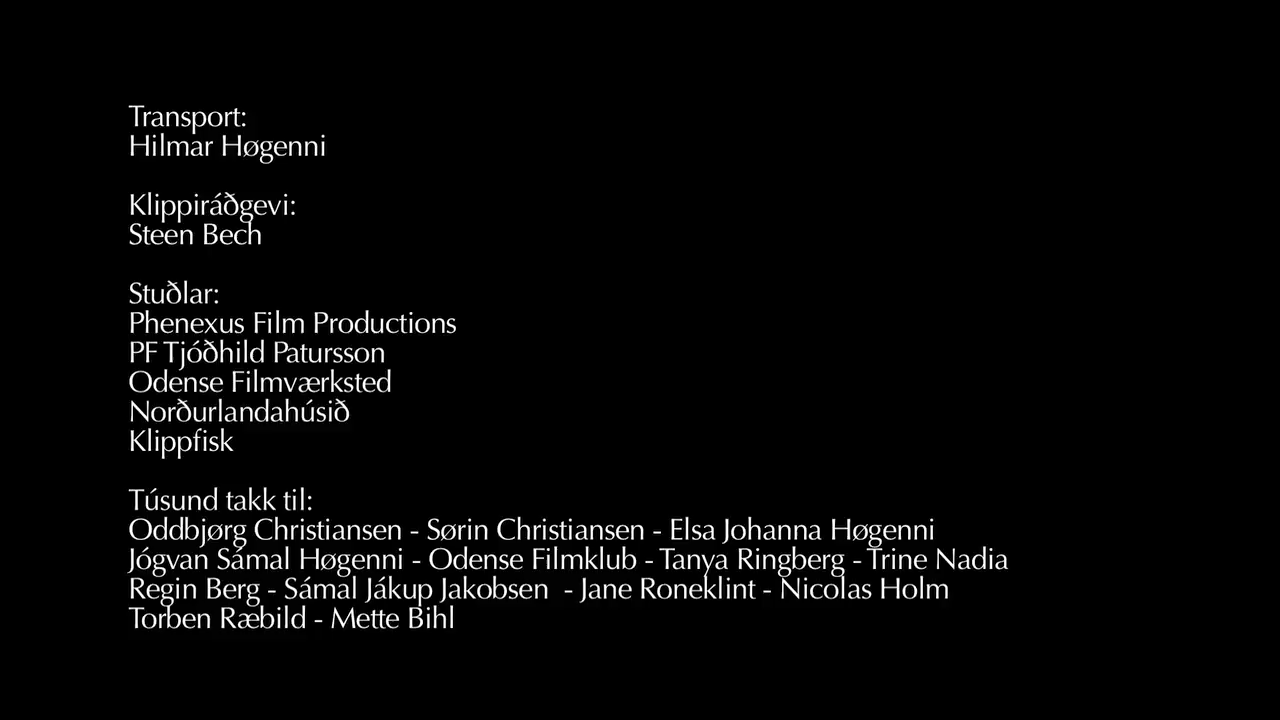 Transport:
Hilmar Høgenni
Klippiráðgevi:
Steen Bech
Stuðlar:
Phenexus Film Productions
PF Tjóðhild Patursson
Odense Filmværksted
Norðurlandahúsið
Klippfisk
Túsund takk til:
Oddbjørg Christiansen - Sørin Christiansen - Elsa Johanna Høgenni
Jógvan Sámal Høgenni - Odense Filmklub - Tanya Ringberg - Trine Nadia
Regin Berg - Sámal Jákup Jakobsen  - Jane Roneklint - Nicolas Holm
Torben Ræbild - Mette Bihl